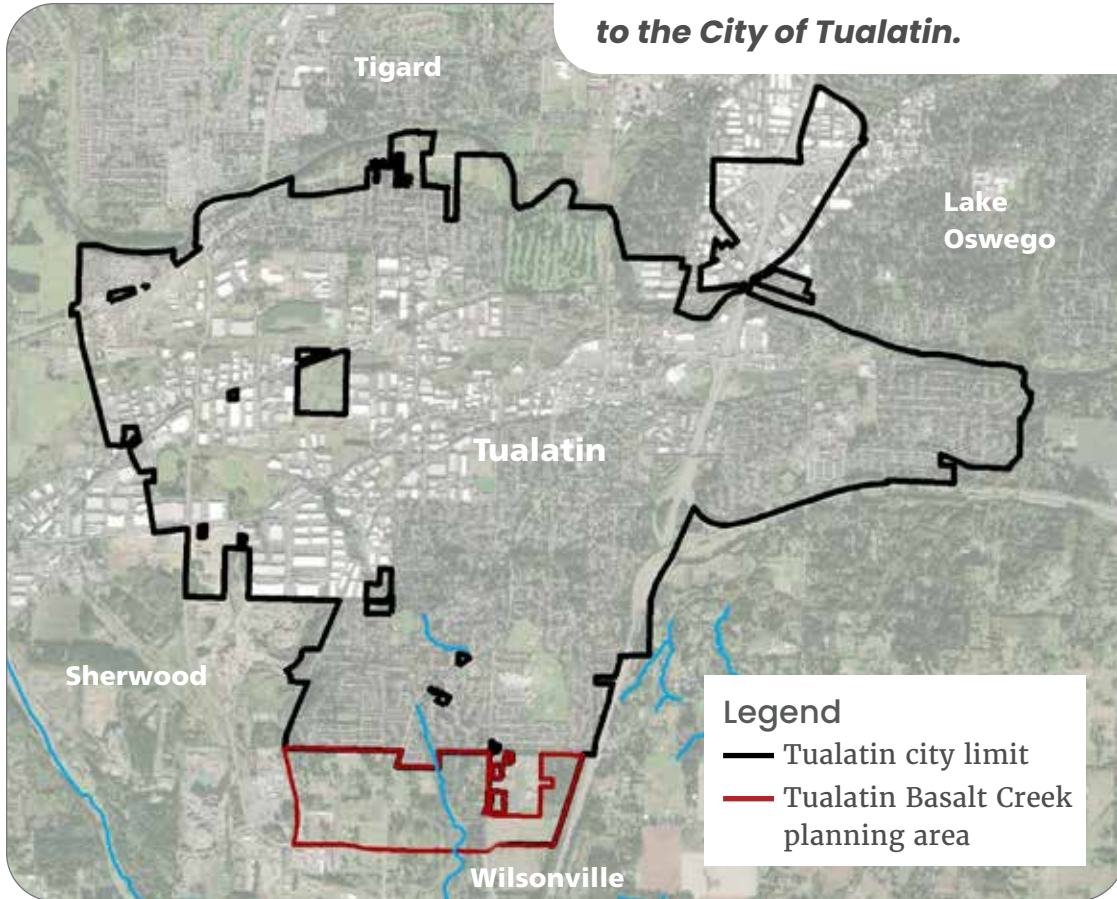 to the City of Tualatin.
Tigard
Lake
Oswego
Tualatin
Sherwood
Legend
Tualatin city limit
Tualatin Basalt Creek
planning area
Wilsonville